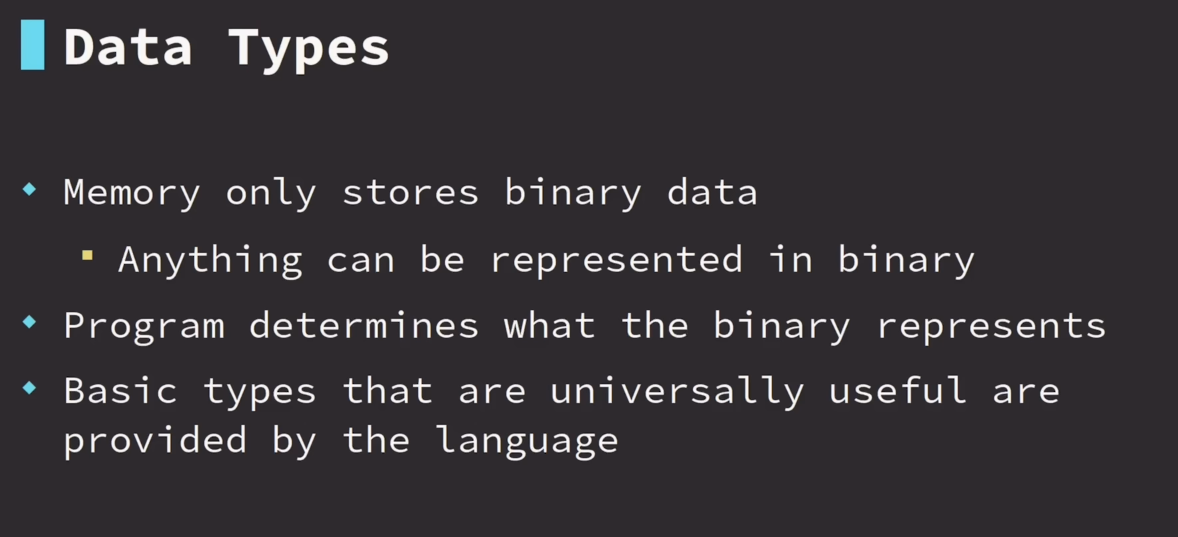 Data Types
Memory only stores binary data
Anything can be represented in binary
Program determines what the binary represents
Basic types that are universally useful are
provided by the language